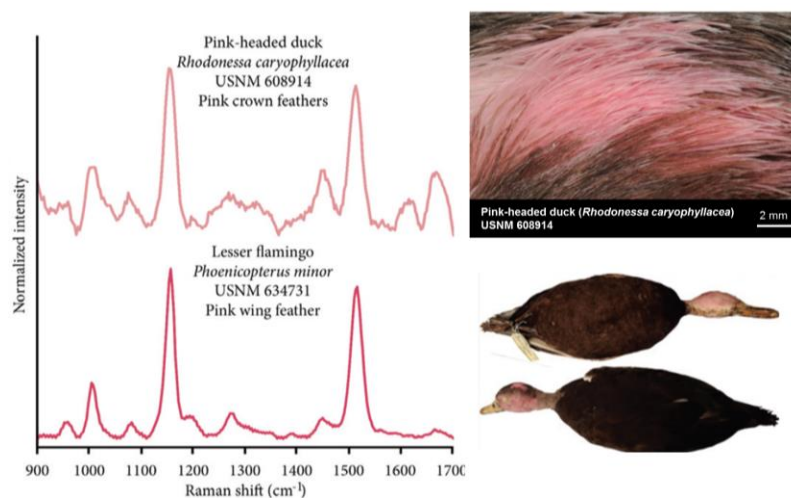 Pink-headed duck
Rhodonessa caryophyllacea
USNM 608914
Pink crown feathers
Normalized intensity
Lesser flamingo
Phoenicopterus minor
USNM 634731
Pink wing feather
900 1000 1100 1200 1300 1400 1500 1600 1700
Raman shift (cm⁻¹)
Pink-headed duck (Rhodonessa caryophyllacea)
USNM 608914
2 mm